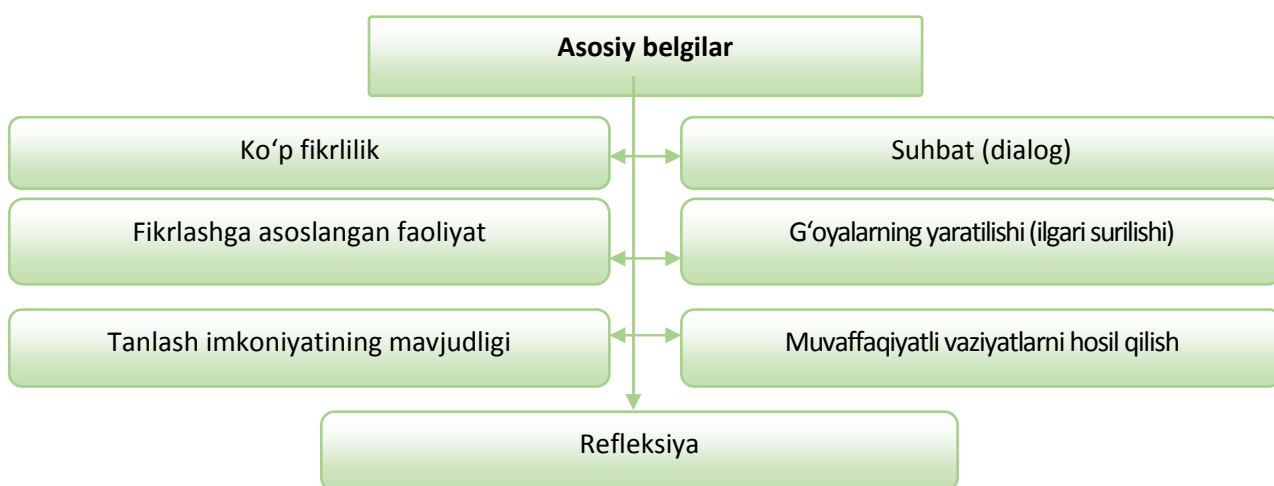 Asosiy belgilar
Ko‘p fikrlilik
Suhbat (dialog)
Fikrlashga asoslangan faoliyat
G‘oyalarning yaratilishi (ilgari surilishi)
Tanlash imkoniyatining mavjudligi
Muvaffaqiyatli vaziyatlarni hosil qilish
Refleksiya